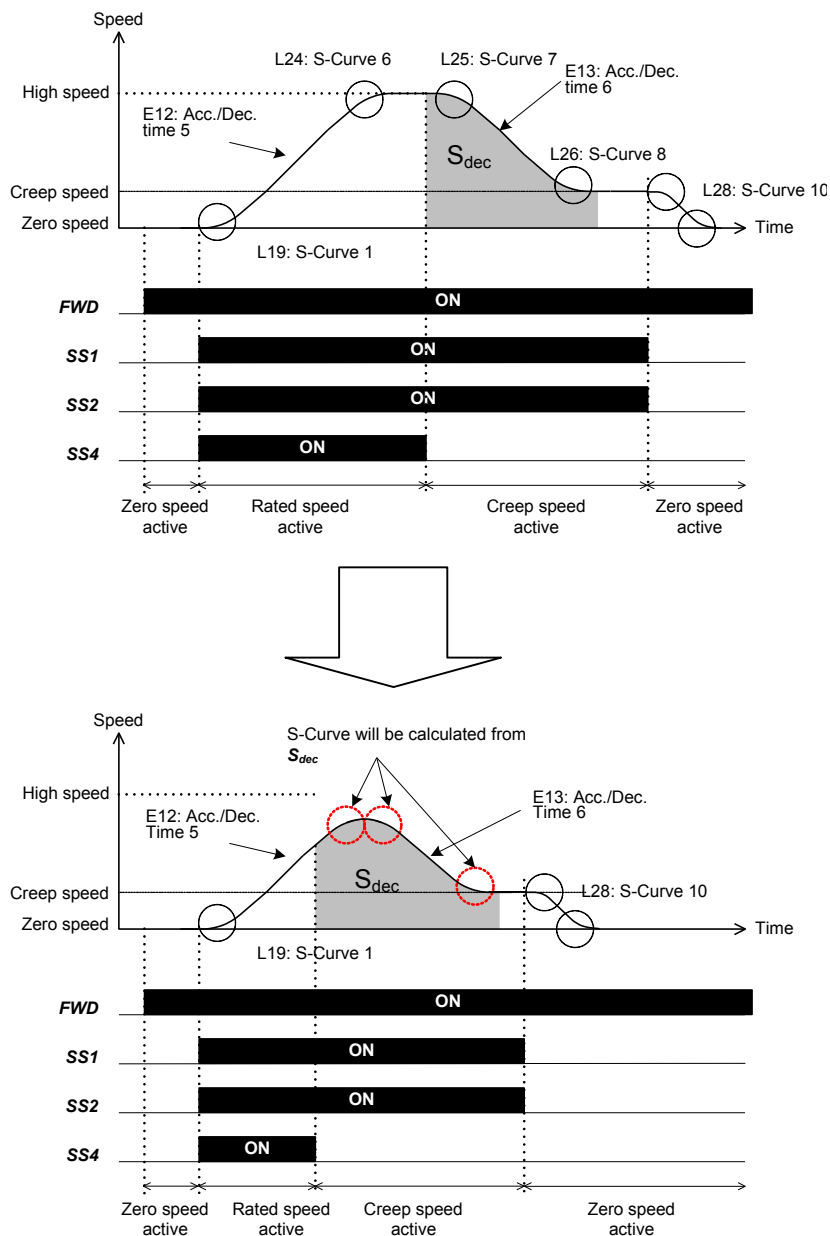 Speed
L24: S-Curve 6
L25: S-Curve 7
E13: Acc./Dec.
time 6
High speed
E12: Acc./Dec.
time 5
Sdec
L26: S-Curve 8
Creep speed
L28: S-Curve 10
Zero speed
Time
L19: S-Curve 1
FWD
ON
SS1
ON
SS2
ON
SS4
ON
Zero speed
active
Rated speed
active
Creep speed
active
Zero speed
active
Speed
S-Curve will be calculated from
Sdec
High speed
E12: Acc./Dec.
Time 5
E13: Acc./Dec.
Time 6
Sdec
Creep speed
L28: S-Curve 10
Zero speed
Time
L19: S-Curve 1
FWD
ON
SS1
ON
SS2
ON
SS4
ON
Zero speed
active
Rated speed
active
Creep speed
active
Zero speed
active